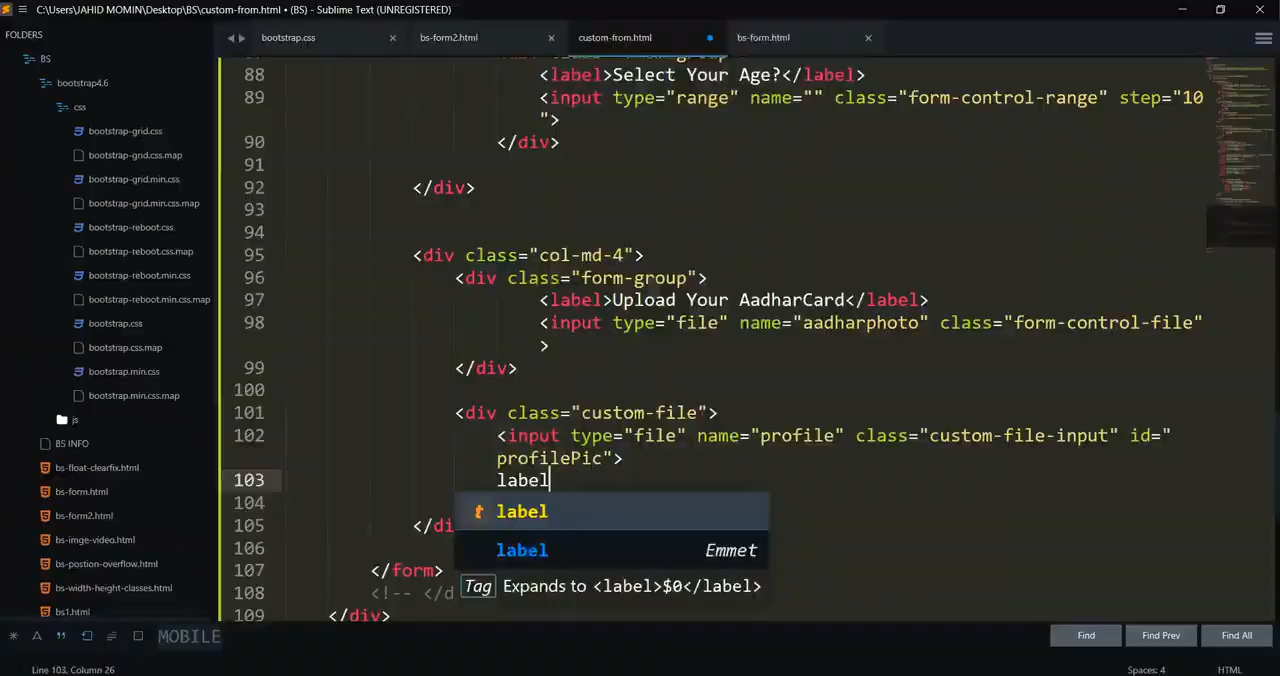 C:\Users\JAHID MOMIN\Desktop\BS\custom-from.html • (BS) - Sublime Text (UNREGISTERED)
FOLDERS
BS
bootstrap4.6
css
bootstrap-grid.css
bootstrap-grid.css.map
bootstrap-grid.min.css
bootstrap-grid.min.css.map
bootstrap-reboot.css
bootstrap-reboot.css.map
bootstrap-reboot.min.css
bootstrap-reboot.min.css.map
bootstrap.css
bootstrap.css.map
bootstrap.min.css
bootstrap.min.css.map
js
BS INFO
bs-float-clearfix.html
bs-form.html
bs-form2.html
bs-imge-video.html
bs-postion-overflow.html
bs-width-height-classes.html
bs1.html
bootstrap.css
bs-form2.html
custom-from.html
bs-form.html
88 <label>Select Your Age?</label>
89 <input type="range" name="" class="form-control-range" step="10
">
90 </div>
91
92 </div>
93
94
95 <div class="col-md-4">
96 <div class="form-group">
97 <label>Upload Your AadharCard</label>
98 <input type="file" name="aadharphoto" class="form-control-file"
>
99 </div>
100
101 <div class="custom-file">
102 <input type="file" name="profile" class="custom-file-input" id="
profilePic">
103 label
104
105 </di
106
107 </form>
108 <!-- </d
109 </div>
t label
label Emmet
Tag Expands to <label>$0</label>
MOBILE
Find
Find Prev
Find All
Line 103, Column 26
Spaces: 4
HTML